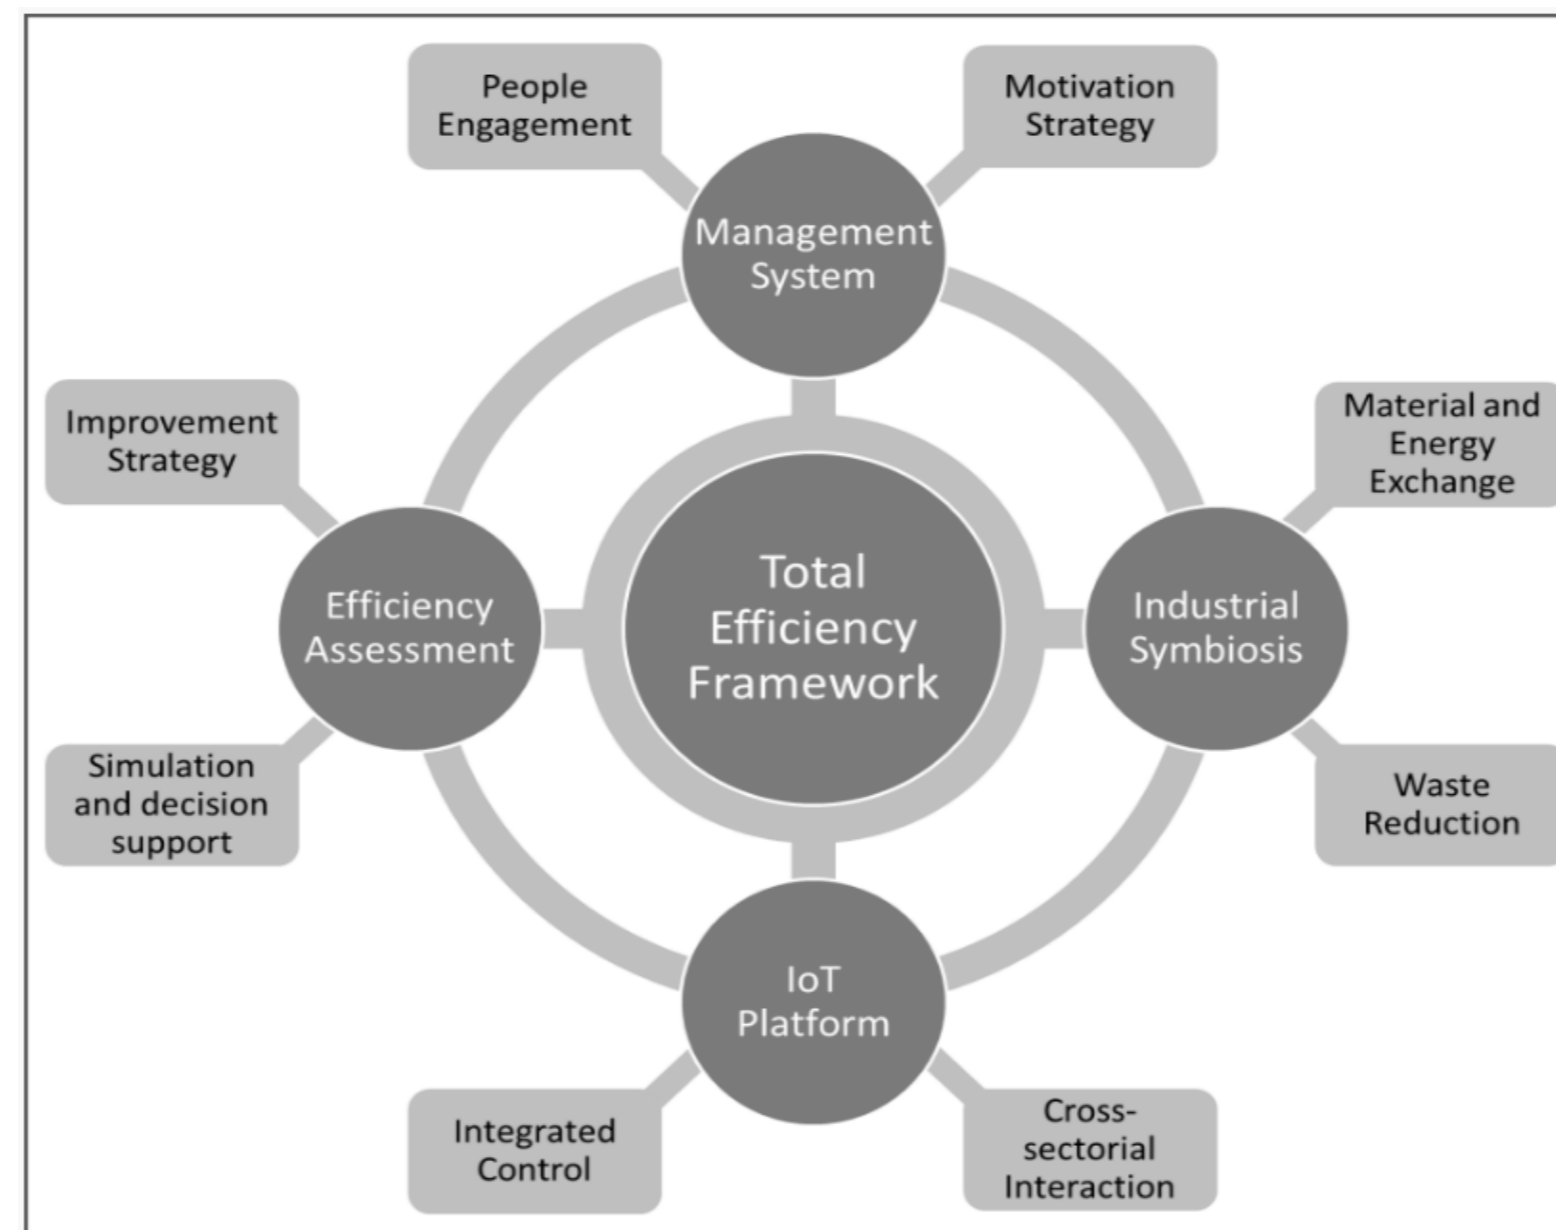 People
Engagement
Motivation
Strategy
Management
System
Improvement
Strategy
Material and
Energy
Exchange
Efficiency
Assessment
Total
Efficiency
Framework
Industrial
Symbiosis
Simulation
and decision
support
Waste
Reduction
IoT
Platform
Integrated
Control
Cross-
sectorial
Interaction